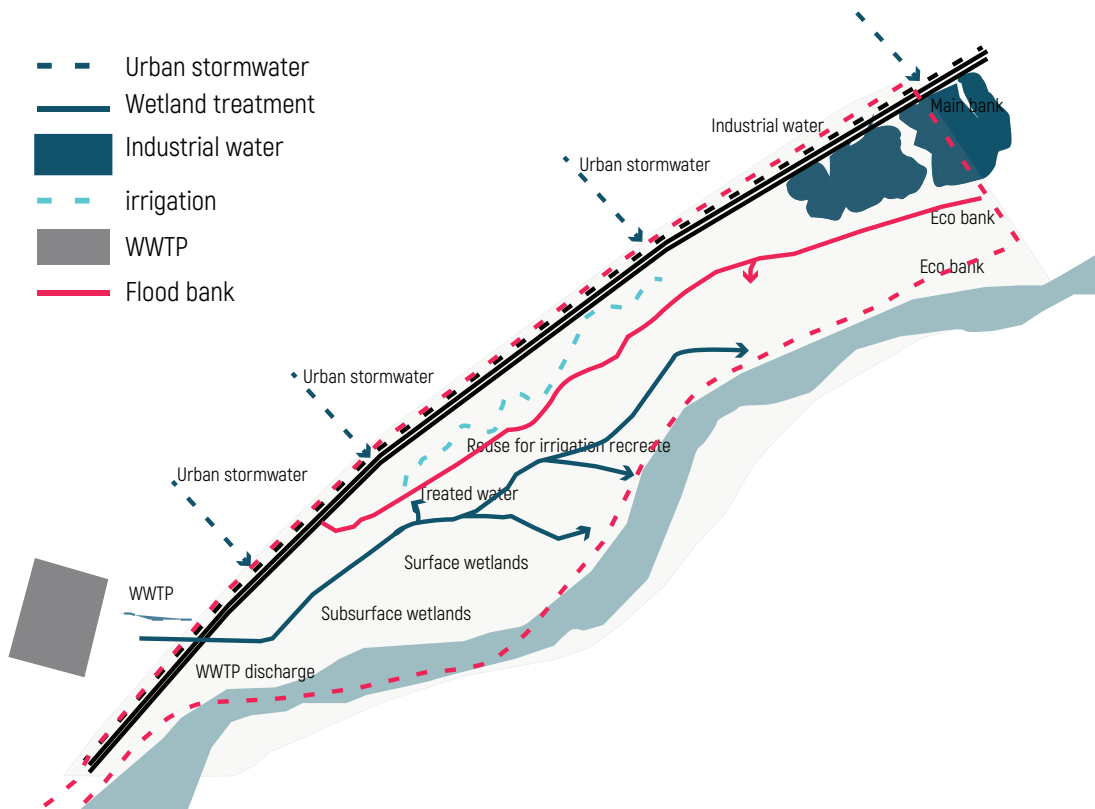 Urban stormwater
Wetland treatment
Industrial water
irrigation
WWTP
Flood bank
Main bank
Industrial water
Urban stormwater
Eco bank
Eco bank
Urban stormwater
Reuse for irrigation recreate
Urban stormwater
Treated water
Surface wetlands
WWTP
Subsurface wetlands
WWTP discharge